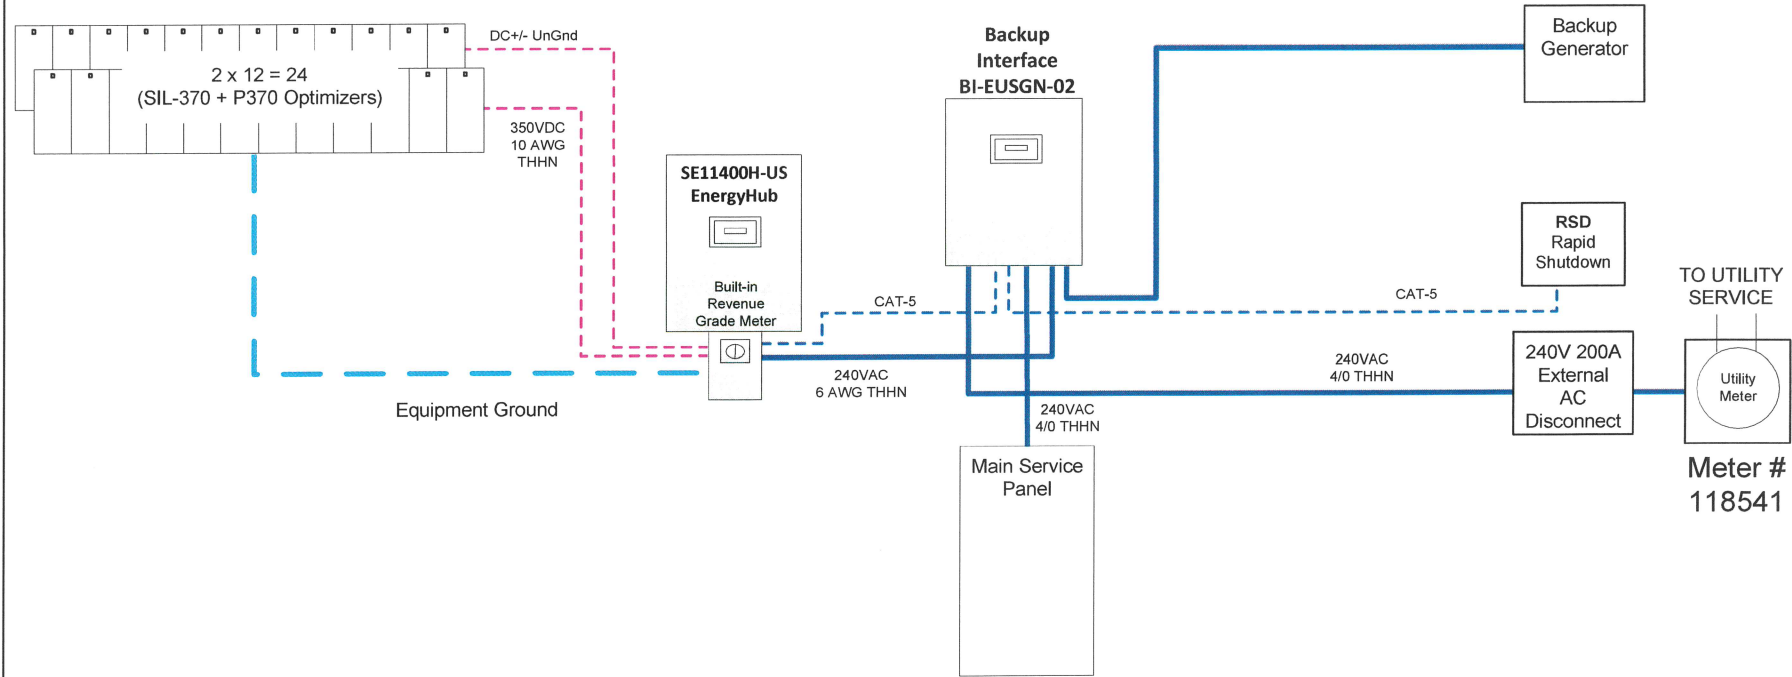 DC+/- UnGnd
2 x 12 = 24
(SIL-370 + P370 Optimizers)
350VDC
10 AWG
THHN
Equipment Ground
SE11400H-US
EnergyHub
Built-in
Revenue
Grade Meter
CAT-5
240VAC
6 AWG THHN
Backup
Interface
BI-EUSGN-02
240VAC
4/0 THHN
Main Service
Panel
Backup
Generator
RSD
Rapid
Shutdown
CAT-5
240VAC
4/0 THHN
240V 200A
External
AC
Disconnect
TO UTILITY
SERVICE
Utility
Meter
Meter #
118541